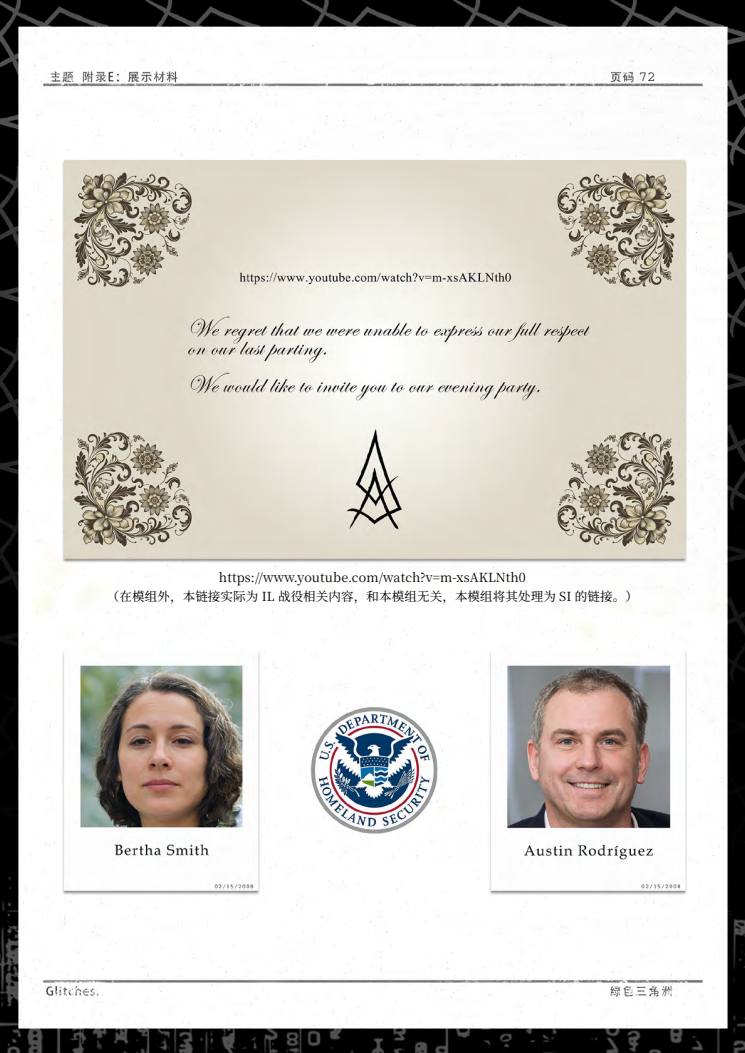 主题 附录E：展示材料
页码 72
https://www.youtube.com/watch?v=m-xsAKLNth0
We regret that we were unable to express our full respect
on our last parting.
We would like to invite you to our evening party.
https://www.youtube.com/watch?v=m-xsAKLNth0
（在模组外，本链接实际为 IL 战役相关内容，和本模组无关，本模组将其处理为 SI 的链接。）
U.S. DEPARTMENT OF
HOMELAND SECURITY
Bertha Smith
02/15/2008
Austin Rodríguez
02/15/2008
Glitches.
绿色三角洲